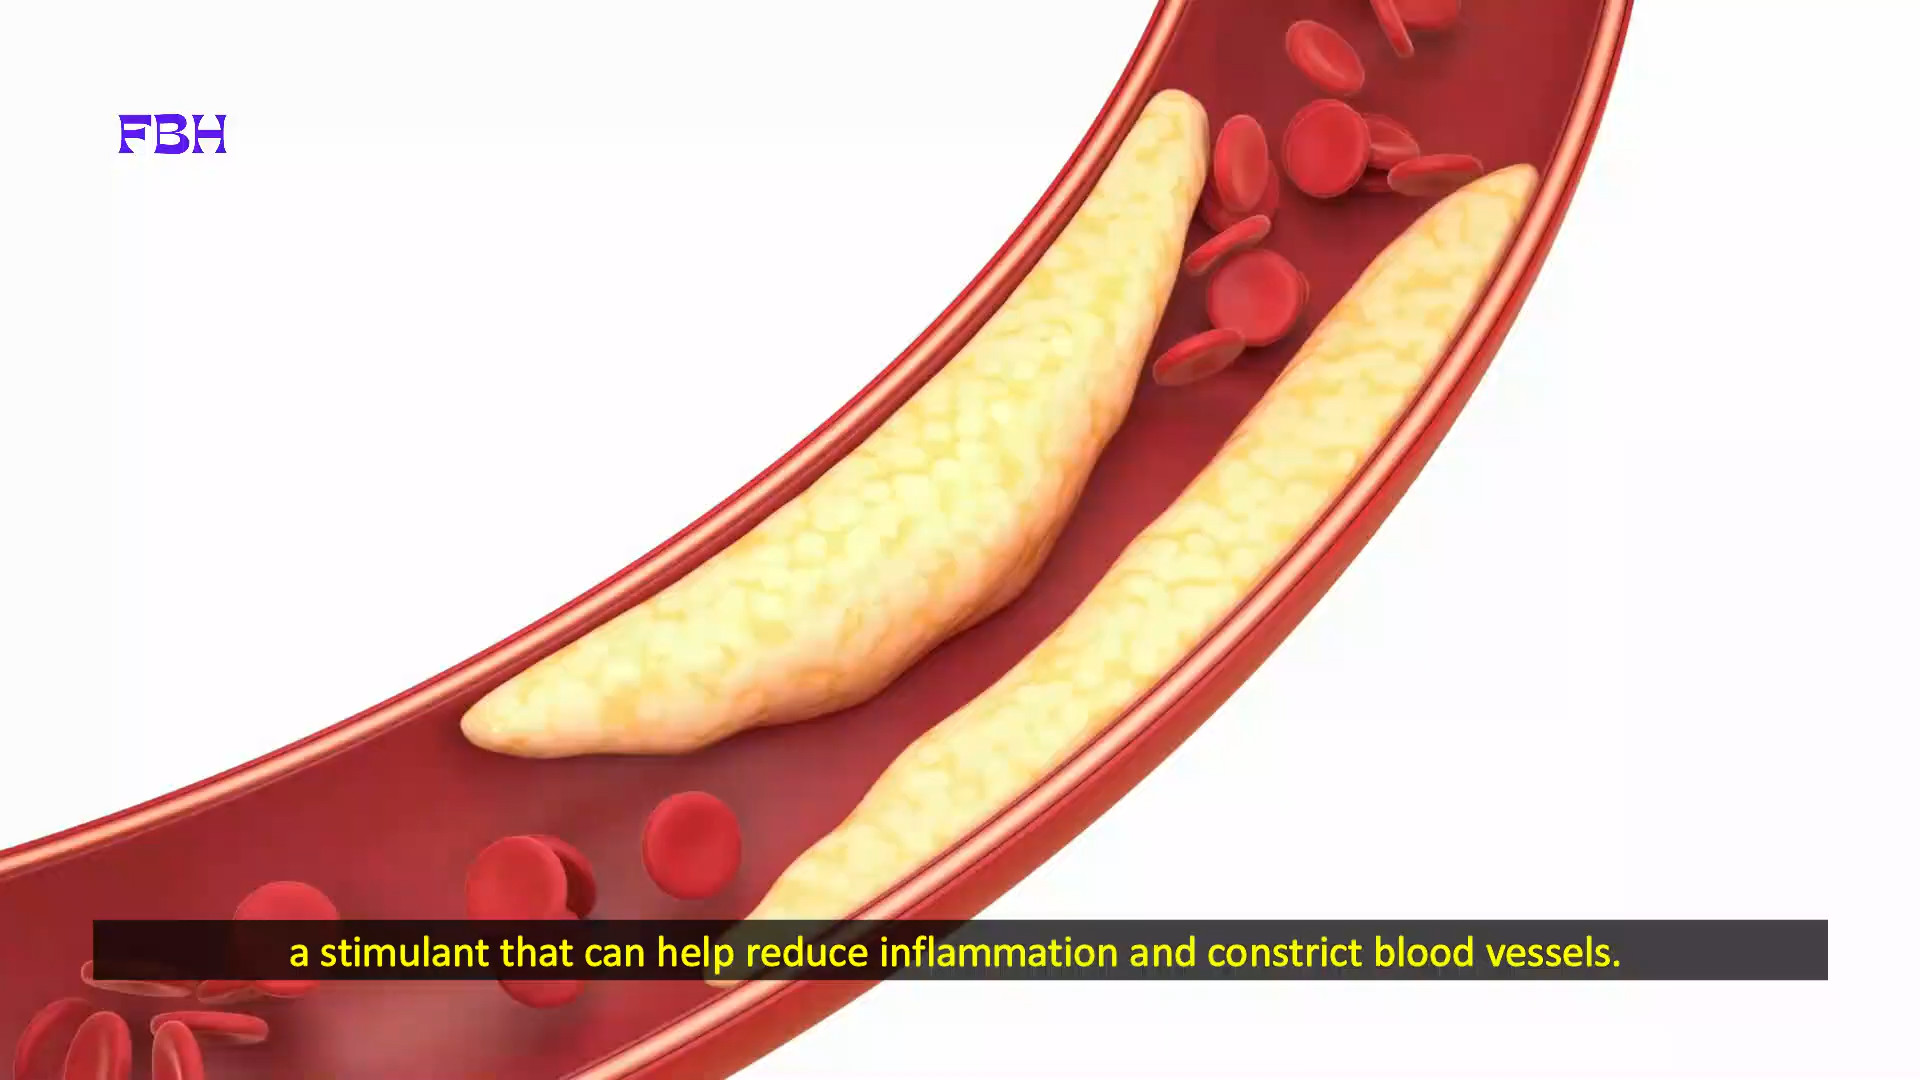 FBH
a stimulant that can help reduce inflammation and constrict blood vessels.